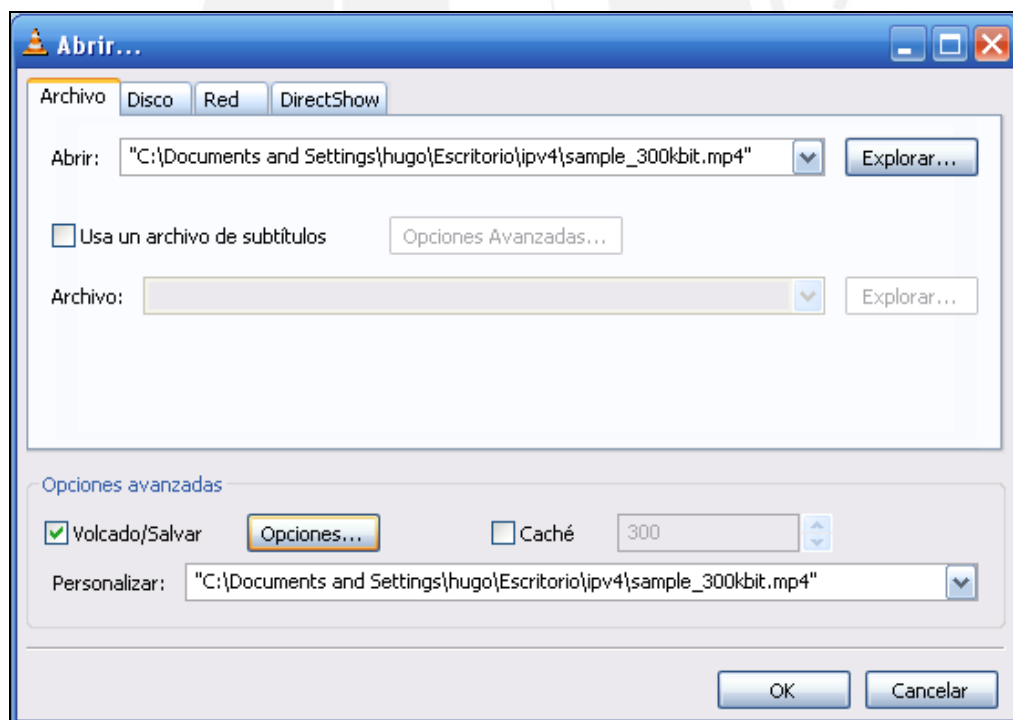 Abrir...
Archivo Disco Red DirectShow
Abrir: "C:\Documents and Settings\hugo\Escritorio\ipv4\sample_300kbit.mp4" Explorar...
Usa un archivo de subtítulos Opciones Avanzadas...
Archivo: Explorar...
Opciones avanzadas
Volcado/Salvar Opciones... Caché 300
Personalizar: "C:\Documents and Settings\hugo\Escritorio\ipv4\sample_300kbit.mp4"
OK Cancelar